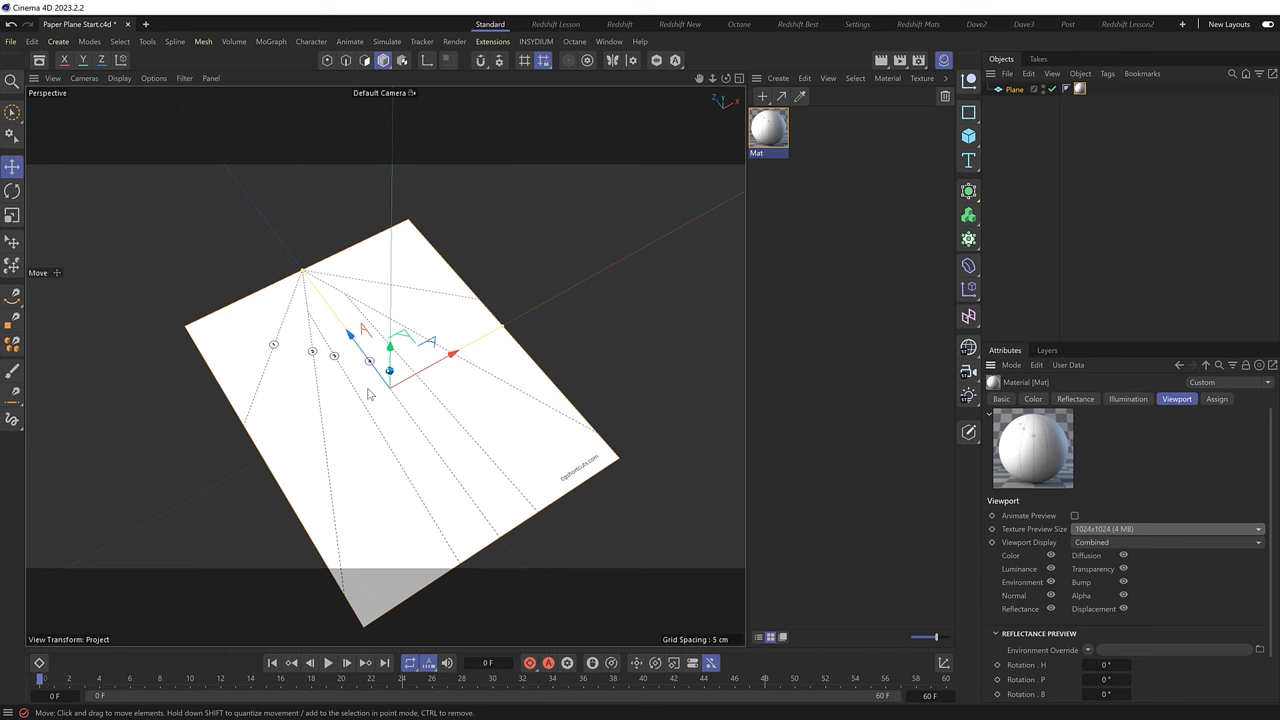 Cinema 4D 2023.2.2
Paper Plane Start.c4d *
Standard Redshift Lesson Redshift Redshift New Octane Redshift Best Settings Redshift Mats Dave2 Dave3 Post Redshift Lesson2 New Layouts
File Edit Create Modes Select Tools Spline Mesh Volume MoGraph Character Animate Simulate Tracker Render Extensions INSYDIUM Octane Window Help
X Y Z
View Cameras Display Options Filter Panel
Create Edit View Select Material Texture
Objects Takes
File Edit View Object Tags Bookmarks
Perspective
Default Camera
Plane
Mat
Move
cgshortcuts.com
Attributes Layers
Mode Edit User Data
Material [Mat]
Custom
Basic Color Reflectance Illumination Viewport Assign
Viewport
Animate Preview
Texture Preview Size 1024x1024 (4 MB)
Viewport Display Combined
Color Diffusion
Luminance Transparency
Environment Bump
Normal Alpha
Reflectance Displacement
REFLECTANCE PREVIEW
Environment Override
Rotation . H 0 °
Rotation . P 0 °
Rotation . B 0 °
View Transform: Project
Grid Spacing : 5 cm
0 F
0 2 4 6 8 10 12 14 16 18 20 22 24 26 28 30 32 34 36 38 40 42 44 46 48 50 52 54 56 58 60
0 F 0 F 60 F 60 F
Move: Click and drag to move elements. Hold down SHIFT to quantize movement / add to the selection in point mode, CTRL to remove.